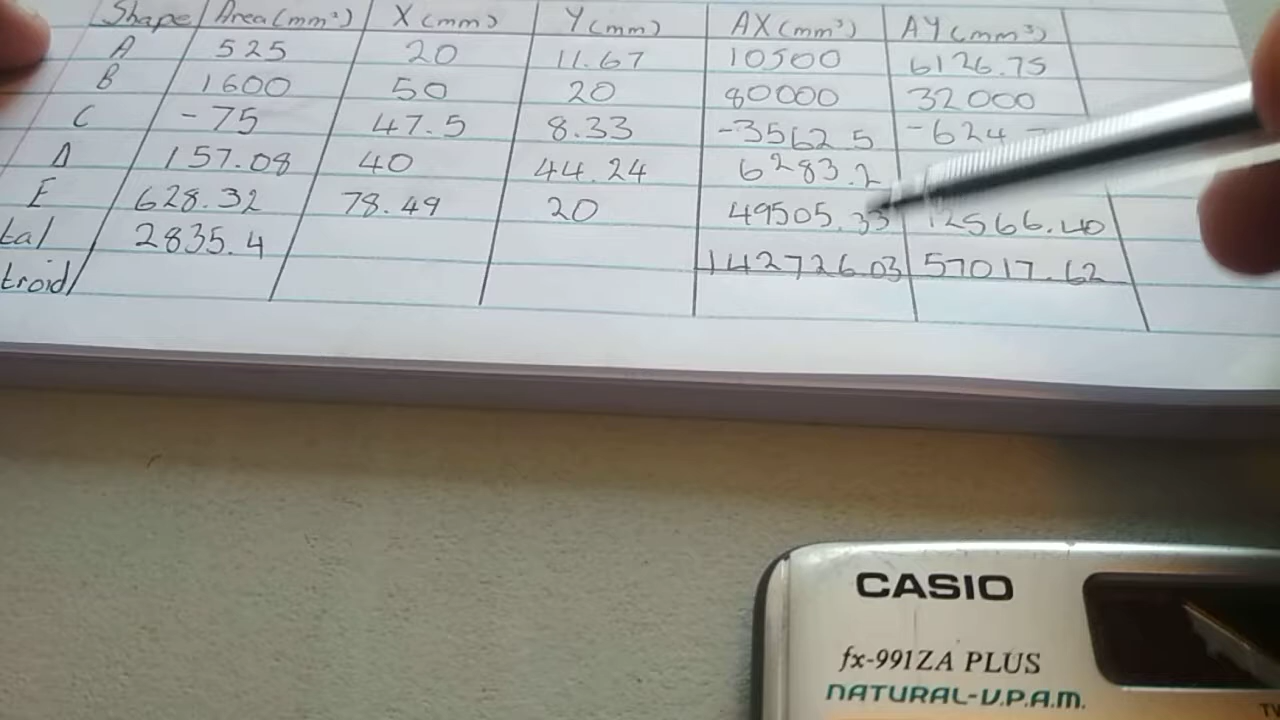 Shape Area (mm²) X (mm) Y (mm) AX (mm³) AY (mm³)
A 525 20 11.67 10500 6126.75
B 1600 50 20 80000 32000
C -75 47.5 8.33 -3562.5 -624
D 157.08 40 44.24 6283.2
E 628.32 78.49 20 49505.33 12566.40
tal 2835.4 142726.03 57017.62
troid
CASIO
fx-991ZA PLUS
NATURAL-V.P.A.M.